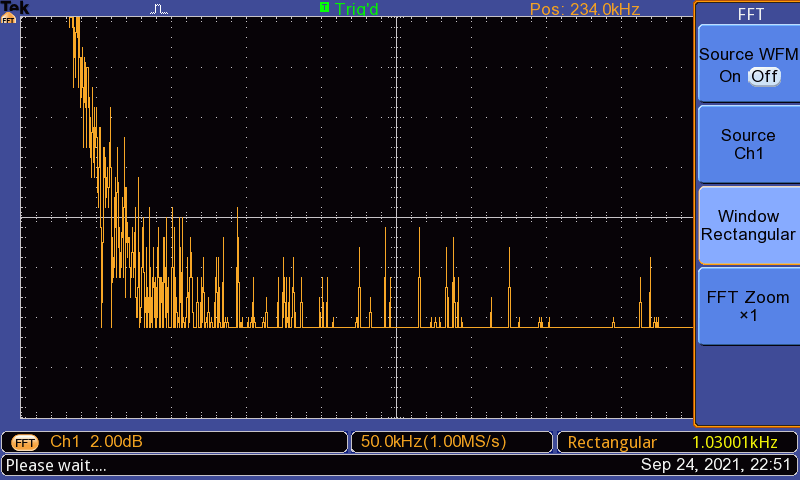 Tek
Trig'd
Pos: 234.0kHz
FFT
FFT
T
Source WFM
On Off
Source
Ch1
Window
Rectangular
FFT Zoom
×1
FFT Ch1 2.00dB
50.0kHz(1.00MS/s)
Rectangular 1.03001kHz
Please wait....
Sep 24, 2021, 22:51